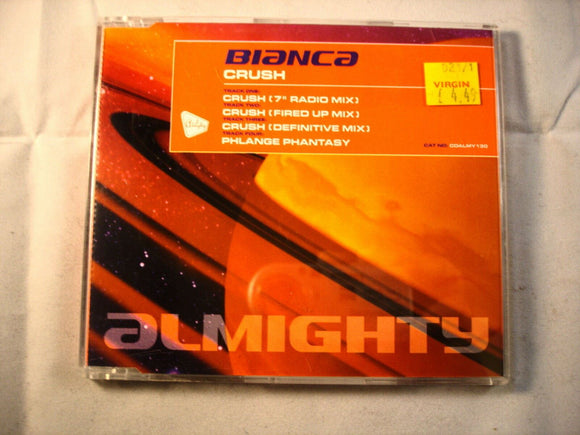 BIANCA
CRUSH
TRACK ONE:
CRUSH (7" RADIO MIX)
TRACK TWO:
CRUSH (FIRED UP MIX)
TRACK THREE:
CRUSH (DEFINITIVE MIX)
TRACK FOUR:
PHLANGE PHANTASY
CAT NO: CDALMY130
VIRGIN
£ 4.49
ALMIGHTY